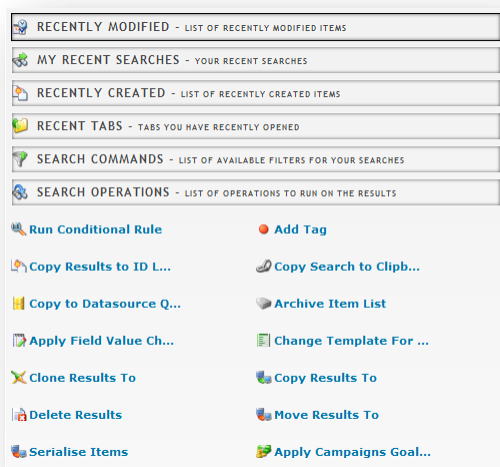 RECENTLY MODIFIED - LIST OF RECENTLY MODIFIED ITEMS
MY RECENT SEARCHES - YOUR RECENT SEARCHES
RECENTLY CREATED - LIST OF RECENTLY CREATED ITEMS
RECENT TABS - TABS YOU HAVE RECENTLY OPENED
SEARCH COMMANDS - LIST OF AVAILABLE FILTERS FOR YOUR SEARCHES
SEARCH OPERATIONS - LIST OF OPERATIONS TO RUN ON THE RESULTS
Run Conditional Rule
Add Tag
Copy Results to ID L...
Copy Search to Clipb...
Copy to Datasource Q...
Archive Item List
Apply Field Value Ch...
Change Template For ...
Clone Results To
Copy Results To
Delete Results
Move Results To
Serialise Items
Apply Campaigns Goal...